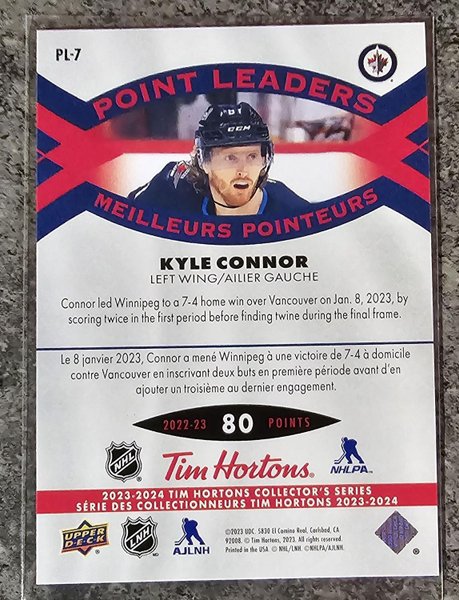 PL-7
POINT LEADERS
81
CCM
MEILLEURS POINTEURS
KYLE CONNOR
LEFT WING/AILIER GAUCHE
Connor led Winnipeg to a 7-4 home win over Vancouver on Jan. 8, 2023, by
scoring twice in the first period before finding twine during the final frame.
Le 8 janvier 2023, Connor a mené Winnipeg à une victoire de 7-4 à domicile
contre Vancouver en inscrivant deux buts en première période avant d'en
ajouter un troisième au dernier engagement.
2022-23 80 POINTS
NHL
Tim Hortons®
NHLPA™
2023-2024 TIM HORTONS COLLECTOR'S SERIES
SÉRIE DES COLLECTIONNEURS TIM HORTONS 2023-2024
UPPER DECK
LNH
AJLNH
©2023 UDC. 5830 El Camino Real, Carlsbad, CA
92008. © Tim Hortons, 2023. All rights reserved.
Printed in the USA © NHL/LNH. ©NHLPA/AJLNH.